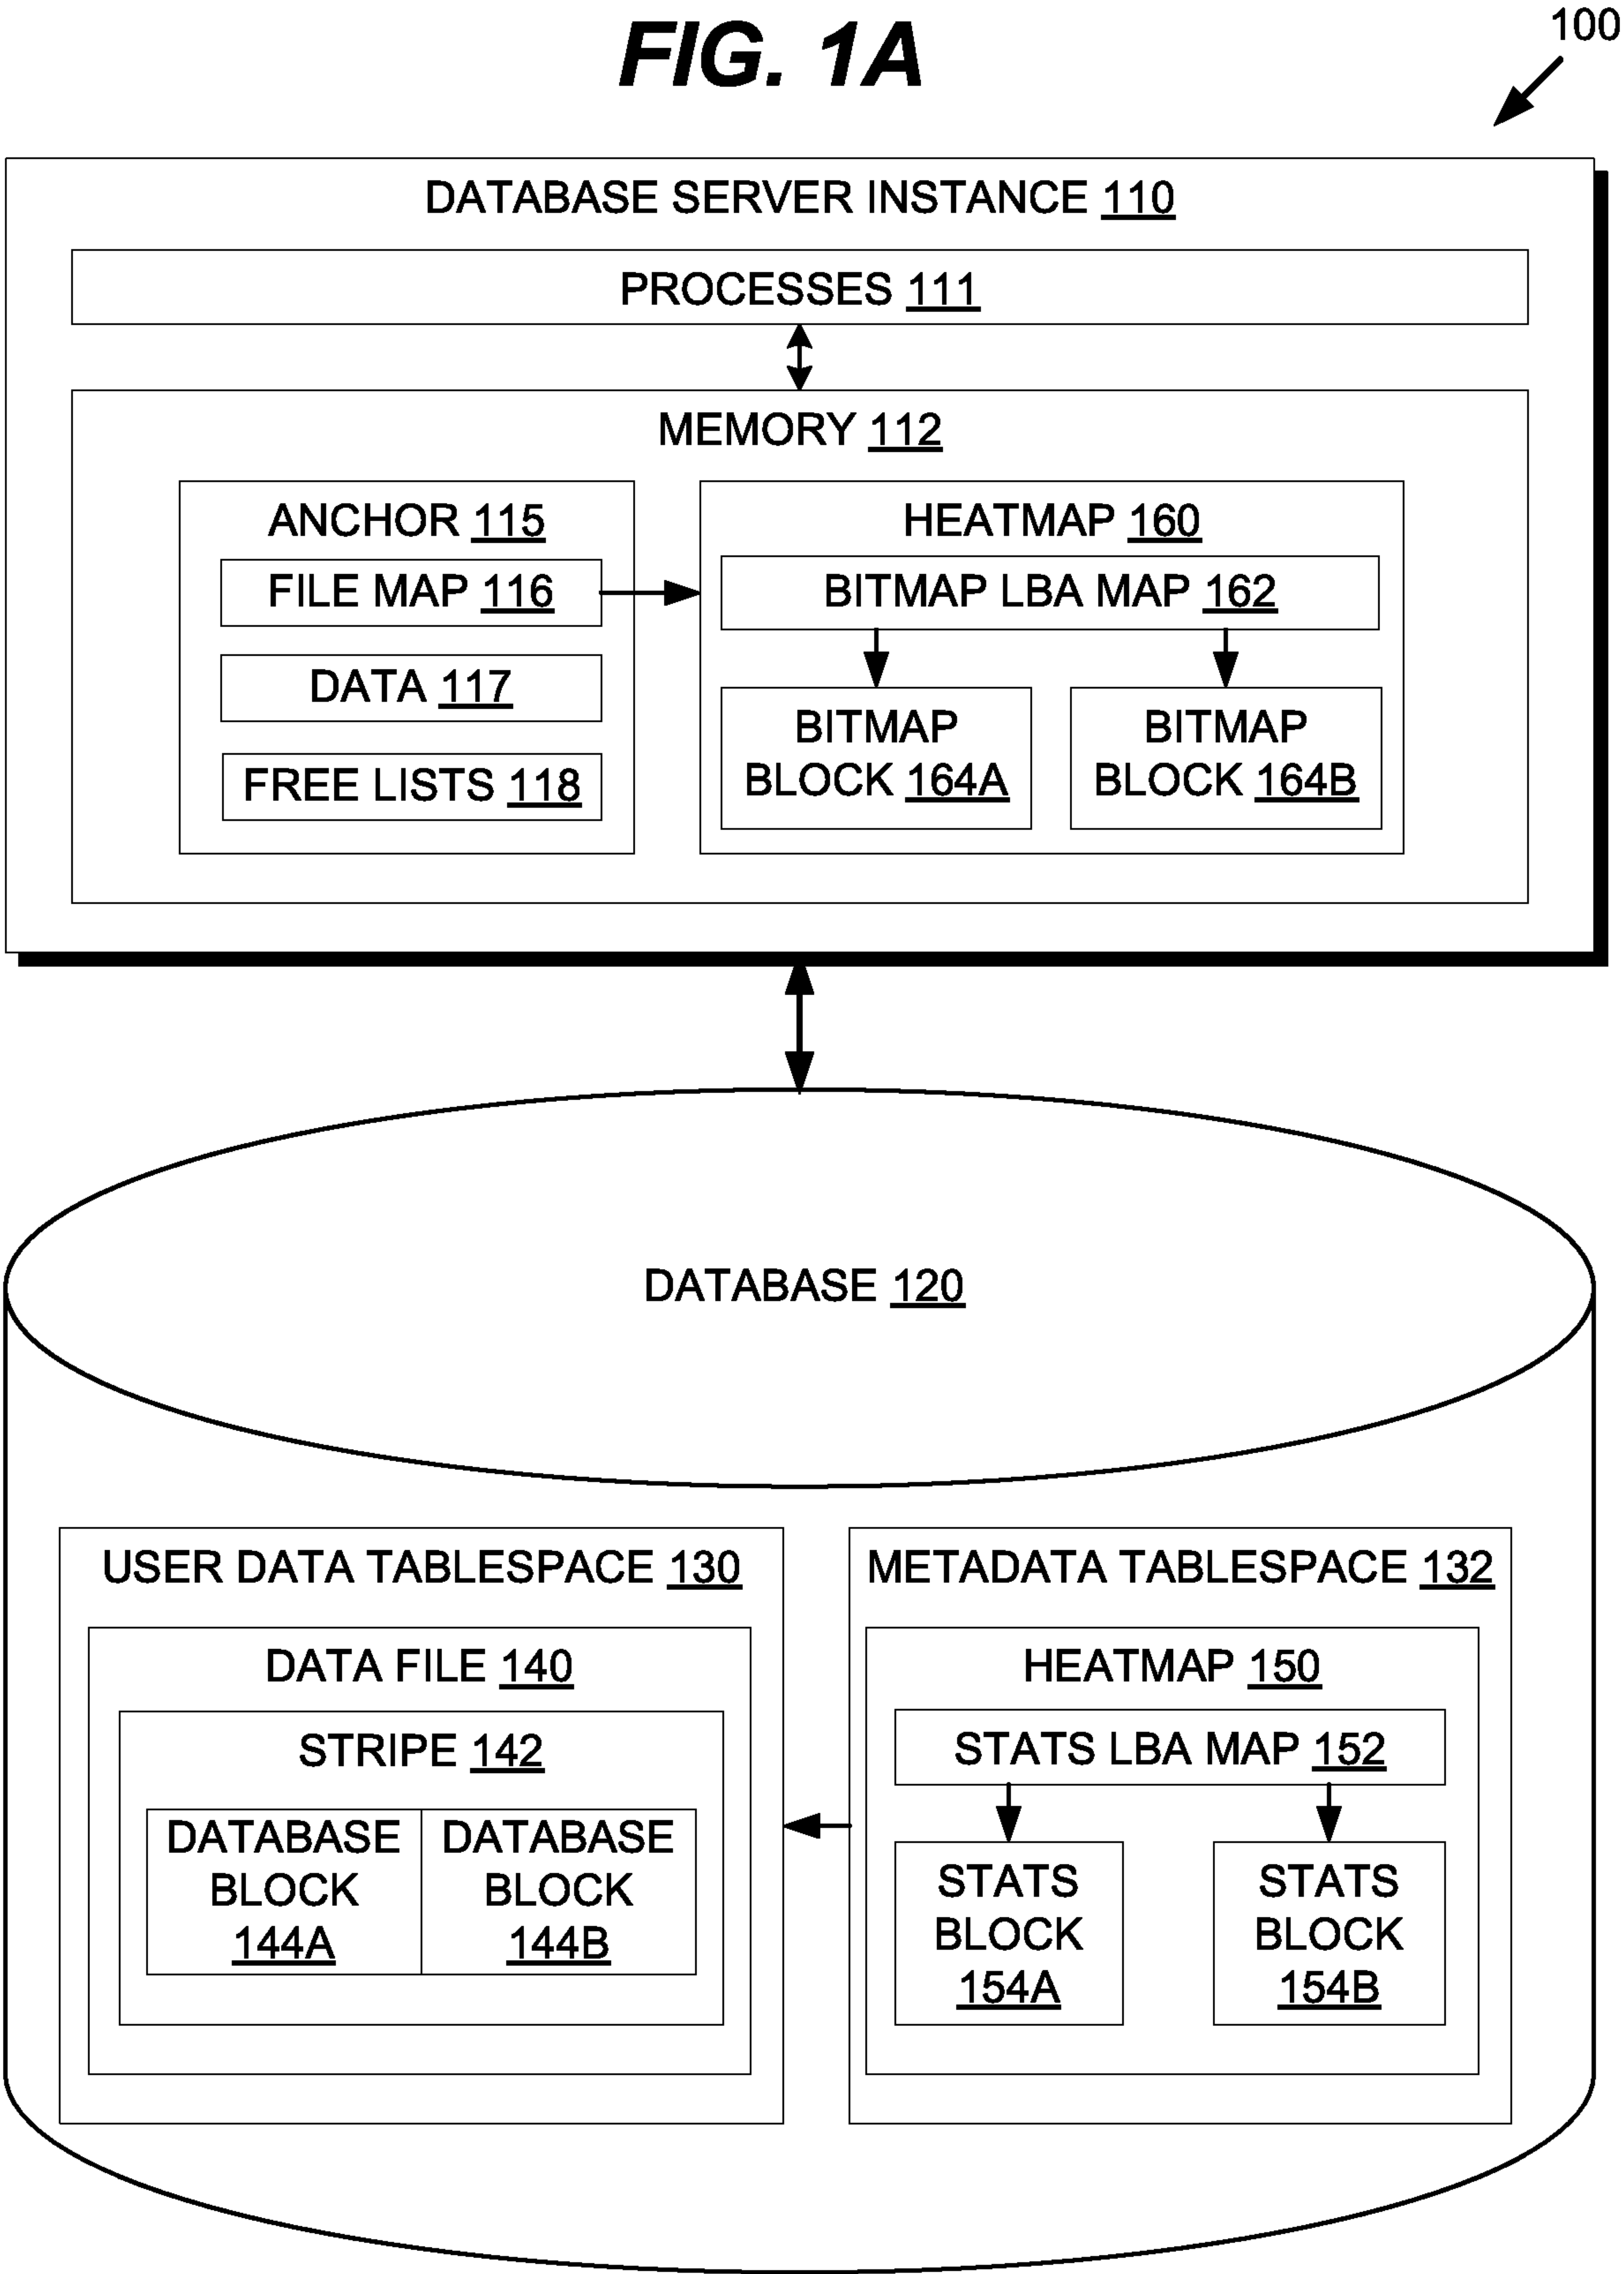 FIG. 1A
100
DATABASE SERVER INSTANCE 110
PROCESSES 111
MEMORY 112
ANCHOR 115
FILE MAP 116
DATA 117
FREE LISTS 118
HEATMAP 160
BITMAP LBA MAP 162
BITMAP
BLOCK 164A
BITMAP
BLOCK 164B
DATABASE 120
USER DATA TABLESPACE 130
DATA FILE 140
STRIPE 142
DATABASE
BLOCK
144A
DATABASE
BLOCK
144B
METADATA TABLESPACE 132
HEATMAP 150
STATS LBA MAP 152
STATS
BLOCK
154A
STATS
BLOCK
154B